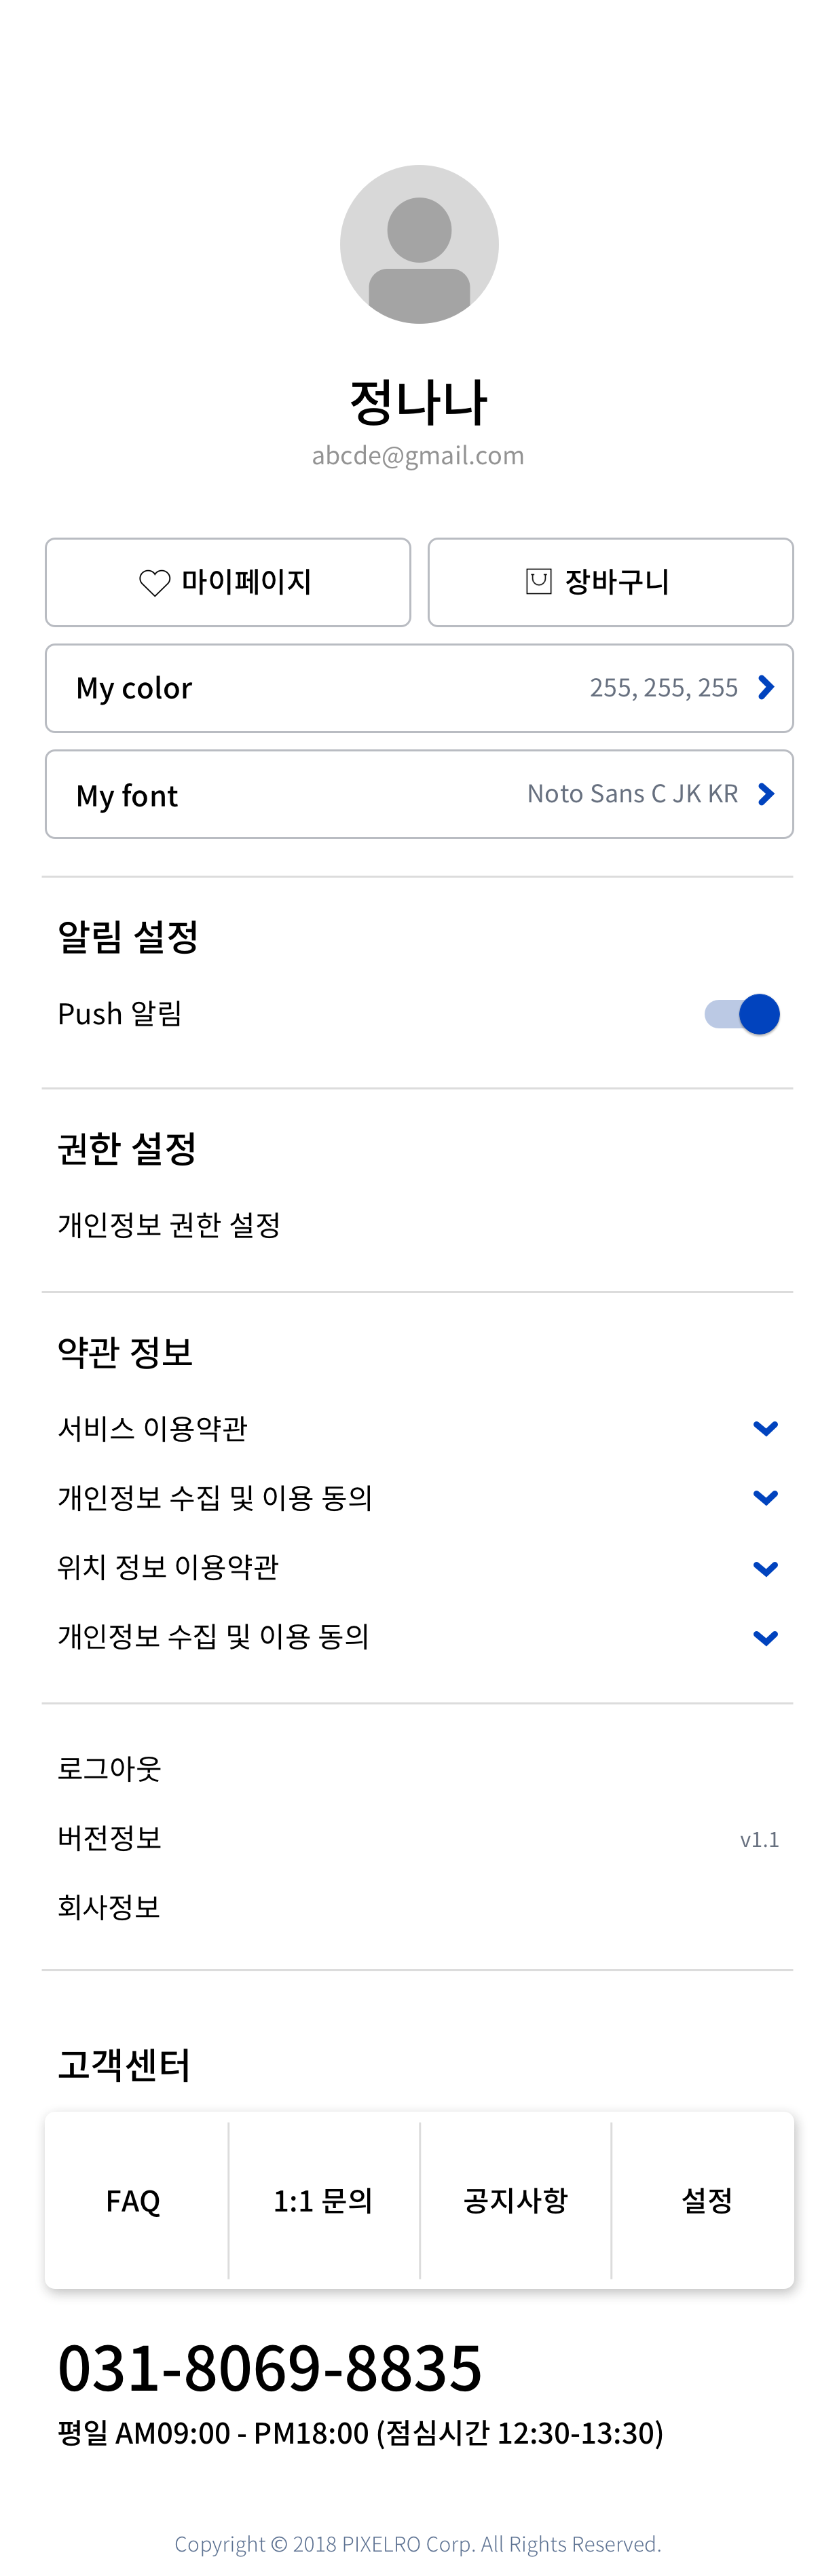 정나나
abcde@gmail.com
마이페이지 장바구니
My color 255, 255, 255
My font Noto Sans C JK KR
알림 설정
Push 알림
권한 설정
개인정보 권한 설정
약관 정보
서비스 이용약관
개인정보 수집 및 이용 동의
위치 정보 이용약관
개인정보 수집 및 이용 동의
로그아웃
버전정보 v1.1
회사정보
고객센터
FAQ 1:1 문의 공지사항 설정
031-8069-8835
평일 AM09:00 - PM18:00 (점심시간 12:30-13:30)
Copyright © 2018 PIXELRO Corp. All Rights Reserved.